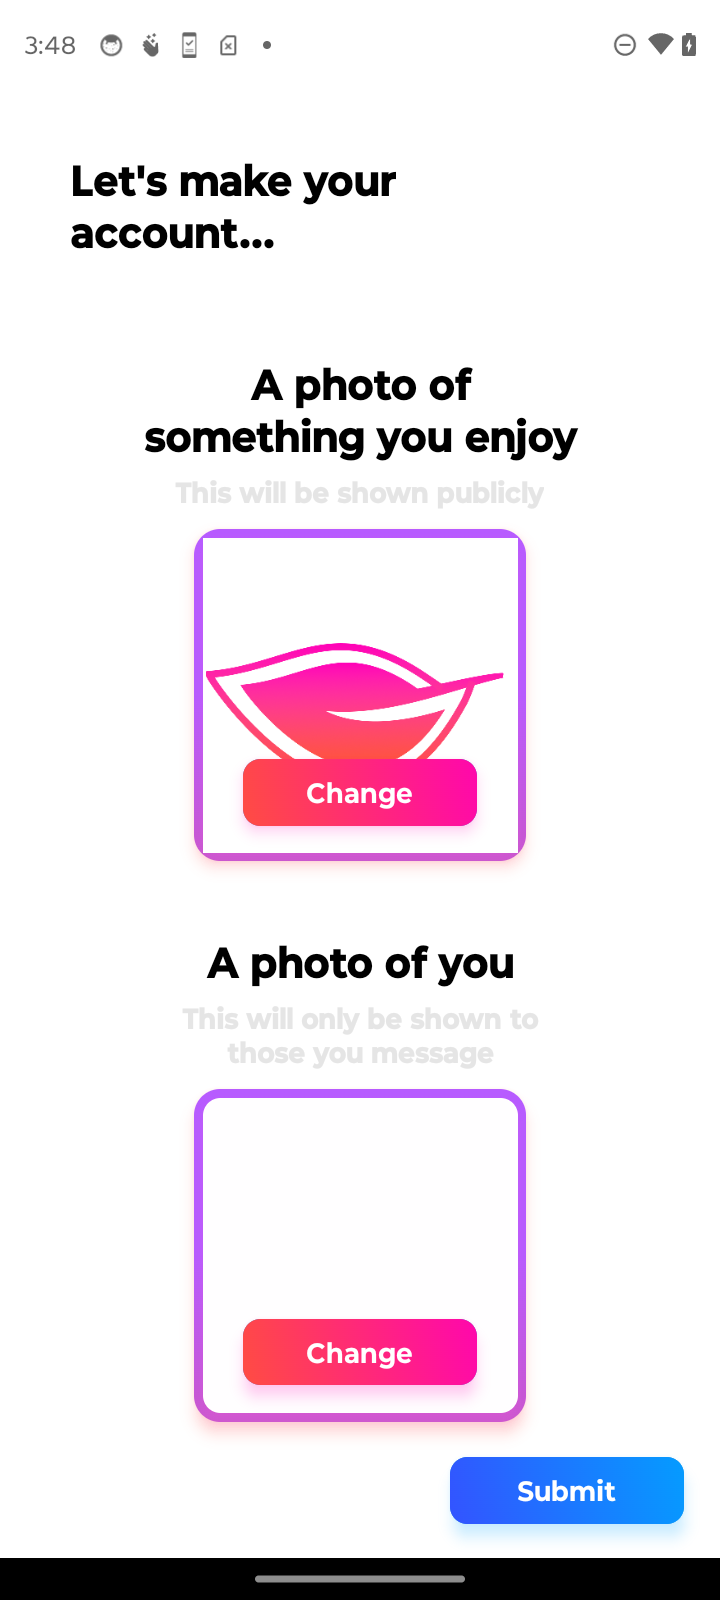 3:48
Let's make your
account...
A photo of
something you enjoy
This will be shown publicly
Change
A photo of you
This will only be shown to
those you message
Change
Submit